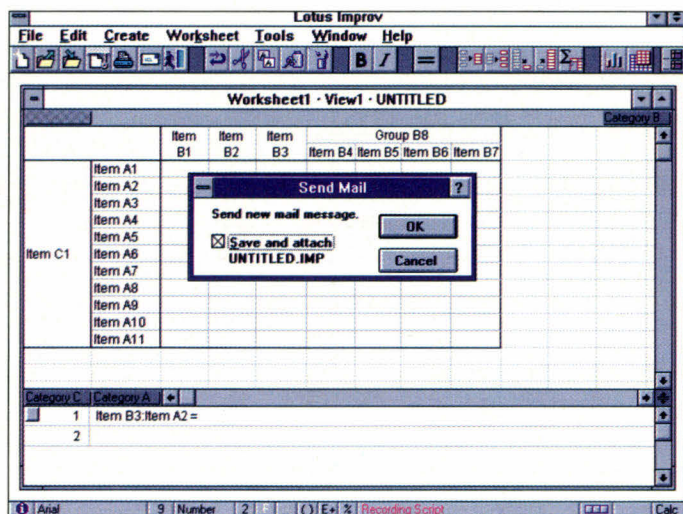 Lotus Improv
File Edit Create Worksheet Tools Window Help
B I = Σ
Worksheet1 · View1 · UNTITLED
Category B
Item Item Item Group B8
B1 B2 B3 Item B4 Item B5 Item B6 Item B7
Item A1
Item A2
Item A3
Item A4
Item A5
Item C1 Item A6
Item A7
Item A8
Item A9
Item A10
Item A11
Send Mail ?
Send new mail message.
OK
Save and attach
UNTITLED.IMP
Cancel
Category C Category A
1 Item B3:Item A2 =
2
Arial 9 Number 2 F () E+ % Recording Script Calc